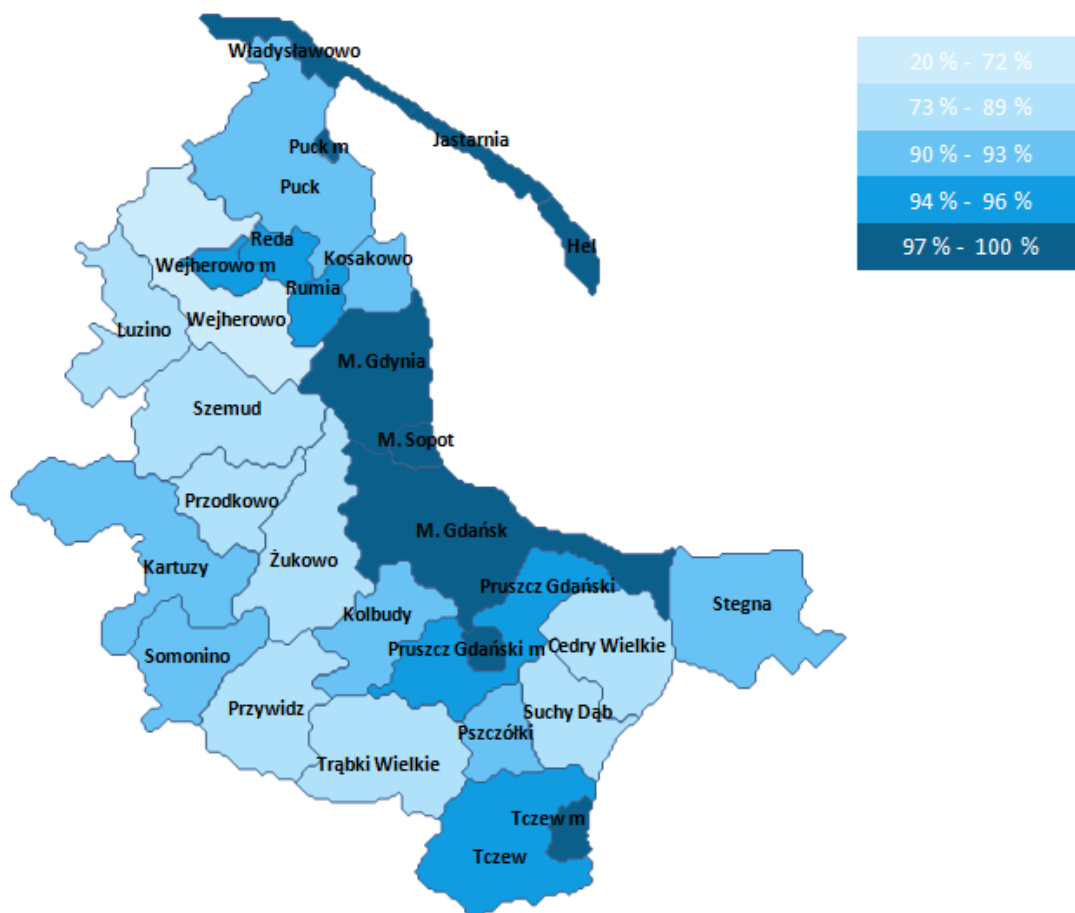 Władysławowo
20 % - 72 %
73 % - 89 %
90 % - 93 %
94 % - 96 %
97 % - 100 %
Jastarnia
Puck m
Puck
Hel
Reda
Kosakowo
Wejherowo m
Rumia
Wejherowo
Luzino
M. Gdynia
Szemud
M. Sopot
Przodkowo
M. Gdańsk
Żukowo
Kartuzy
Pruszcz Gdański
Stegna
Kolbudy
Pruszcz Gdański m
Cedry Wielkie
Somonino
Przywidz
Suchy Dąb
Pszczółki
Trąbki Wielkie
Tczew m
Tczew